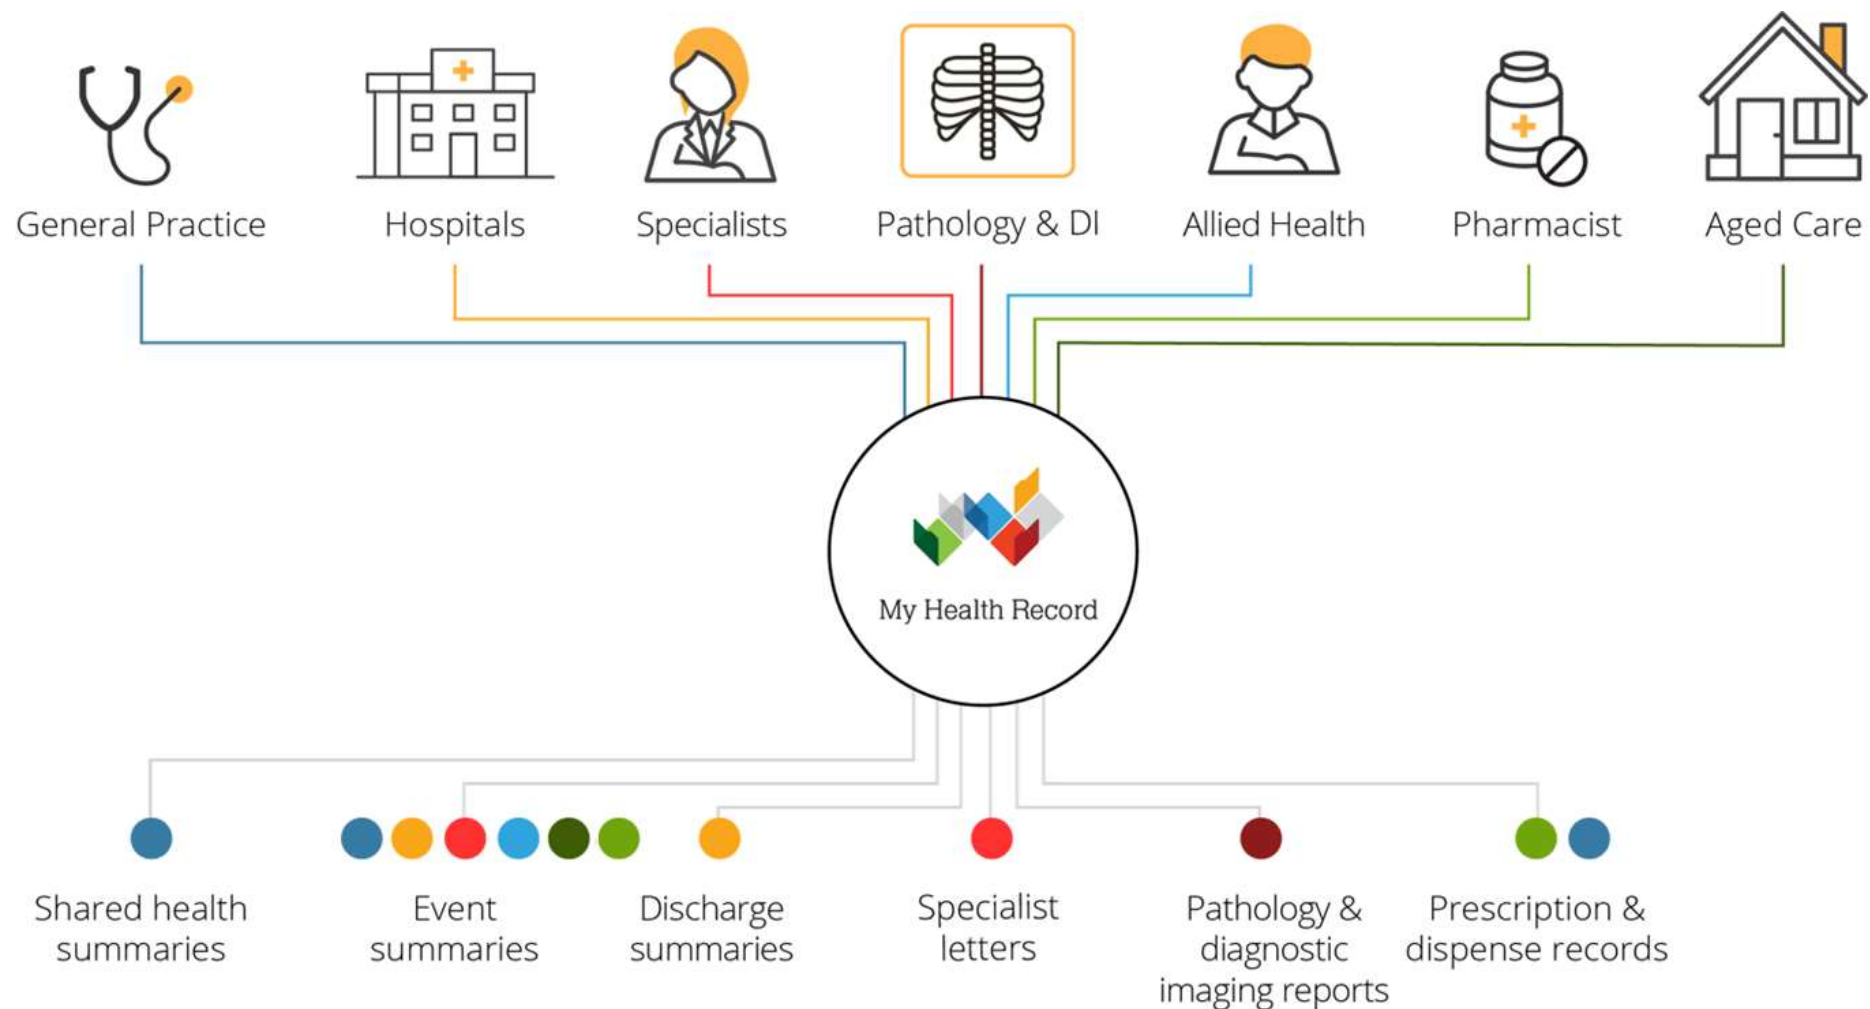 General Practice
Hospitals
Specialists
Pathology & DI
Allied Health
Pharmacist
Aged Care
My Health Record
Shared health
summaries
Event
summaries
Discharge
summaries
Specialist
letters
Pathology &
diagnostic
imaging reports
Prescription &
dispense records